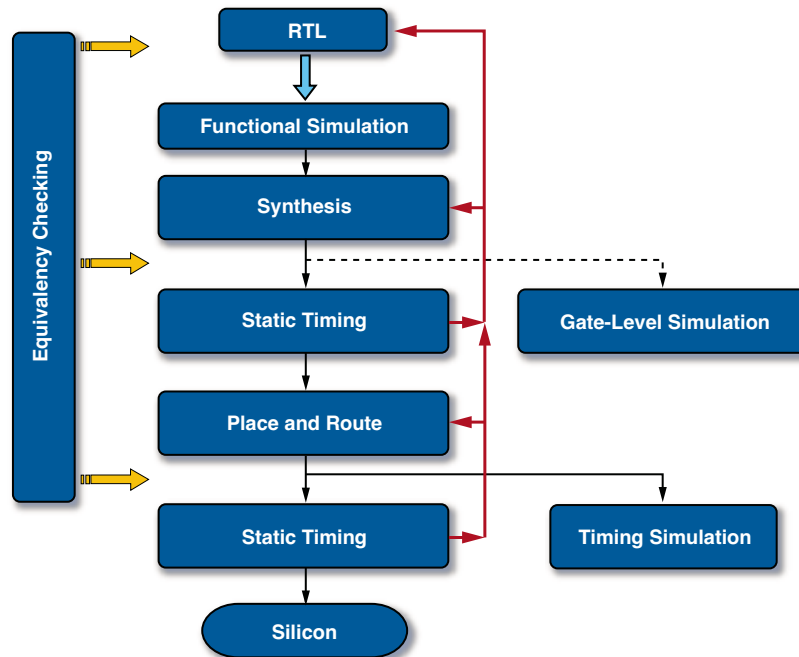 RTL
Functional Simulation
Synthesis
Equivalency Checking
Static Timing
Gate-Level Simulation
Place and Route
Static Timing
Timing Simulation
Silicon